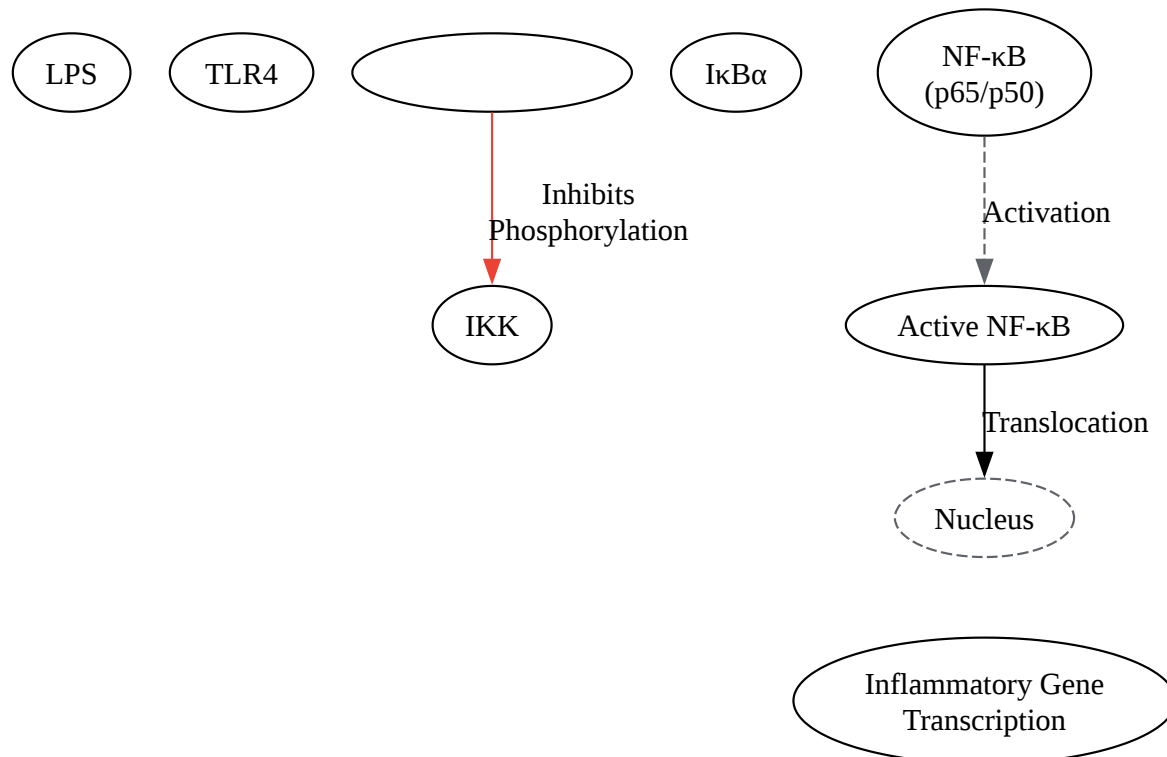 LPS
TLR4
IκBα
NF-κB
(p65/p50)
Inhibits
Phosphorylation
Activation
IKK
Active NF-κB
Translocation
Nucleus
Inflammatory Gene
Transcription